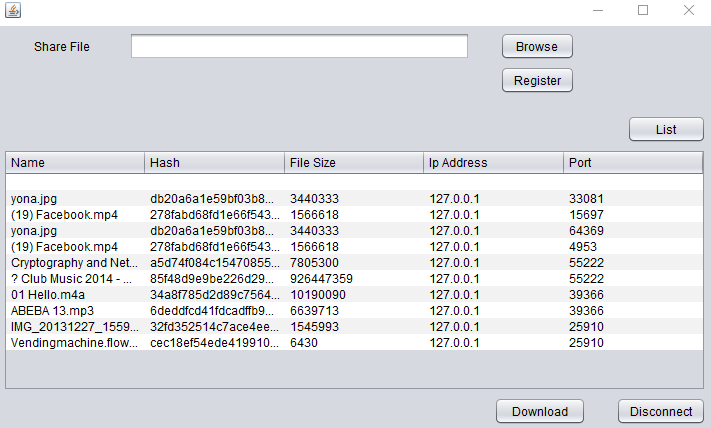 Share File Browse
Register
List
Name Hash File Size Ip Address Port
yona.jpg db20a6a1e59bf03b8... 3440333 127.0.0.1 33081
(19) Facebook.mp4 278fabd68fd1e66f543... 1566618 127.0.0.1 15697
yona.jpg db20a6a1e59bf03b8... 3440333 127.0.0.1 64369
(19) Facebook.mp4 278fabd68fd1e66f543... 1566618 127.0.0.1 4953
Cryptography and Net... a5d74f084c15470855... 7805300 127.0.0.1 55222
? Club Music 2014 - ... 85f48d9e9be226d29... 926447359 127.0.0.1 55222
01 Hello.m4a 34a8f785d2d89c7564... 10190090 127.0.0.1 39366
ABEBA 13.mp3 6deddfcd41fdcadffb9... 6639713 127.0.0.1 39366
IMG_20131227_1559... 32fd352514c7ace4ee... 1545993 127.0.0.1 25910
Vendingmachine.flow... cec18ef54ede419910... 6430 127.0.0.1 25910
Download Disconnect